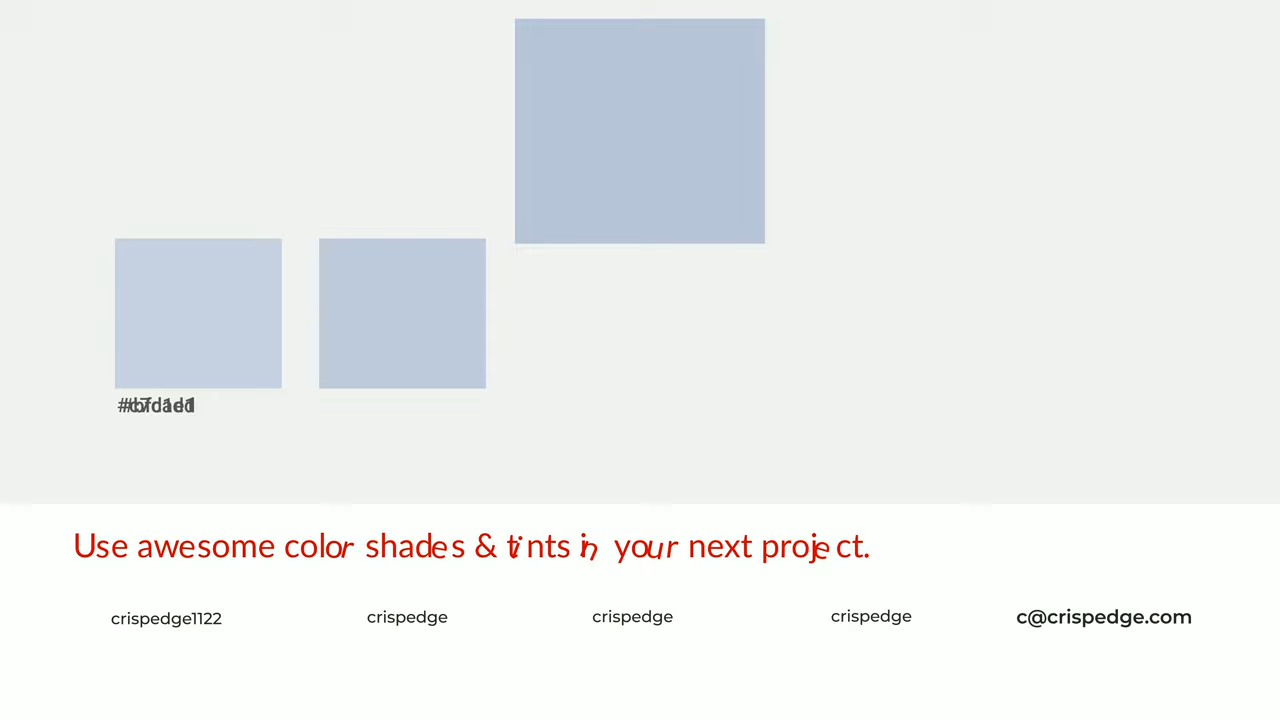 Use awesome color shades & tints in your next project.
crispedge1122 crispedge crispedge crispedge c@crispedge.com